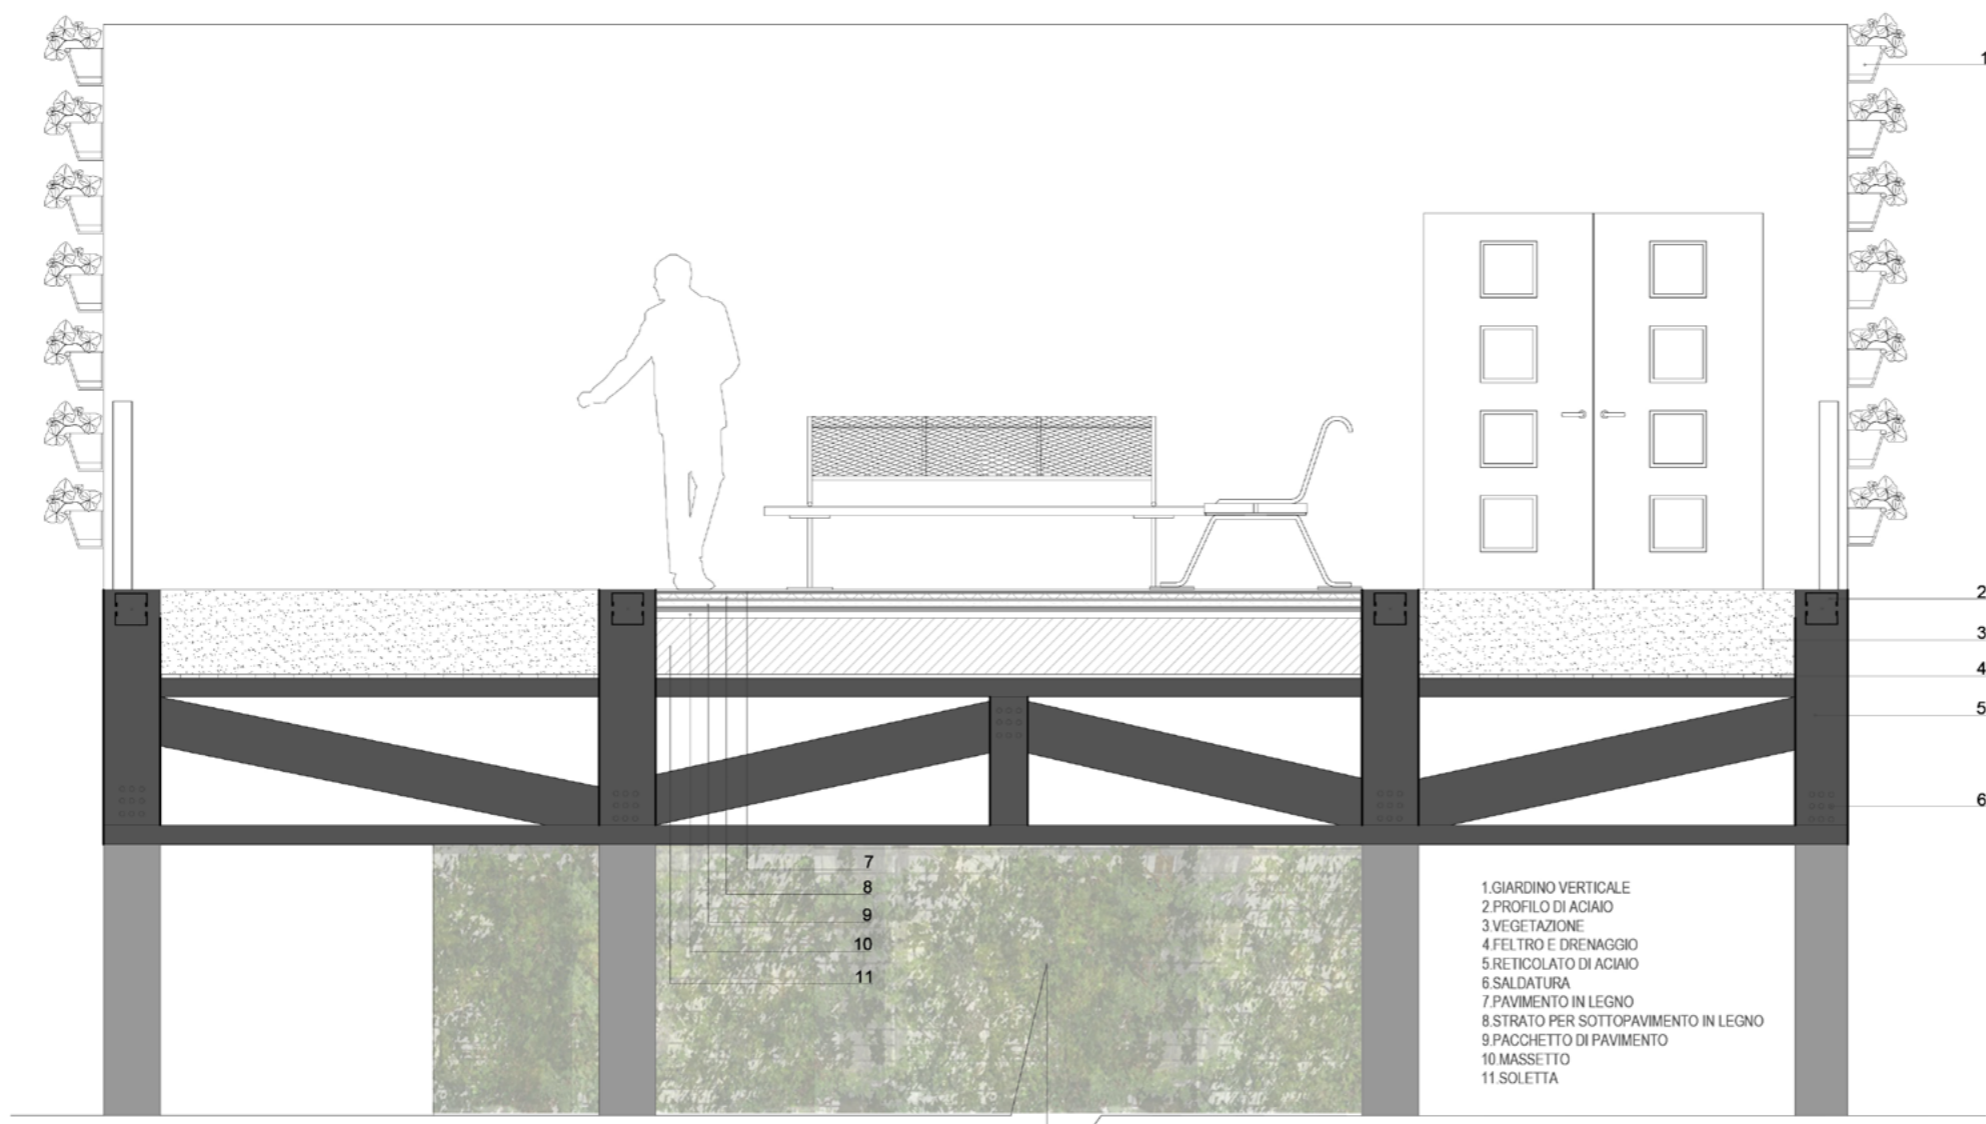 1
2
3
4
5
6
7
8
9
10
11
1.GIARDINO VERTICALE
2.PROFILO DI ACIAIO
3.VEGETAZIONE
4.FELTRO E DRENAGGIO
5.RETICOLATO DI ACIAIO
6.SALDATURA
7.PAVIMENTO IN LEGNO
8.STRATO PER SOTTOPAVIMENTO IN LEGNO
9.PACCHETTO DI PAVIMENTO
10.MASSETTO
11.SOLETTA